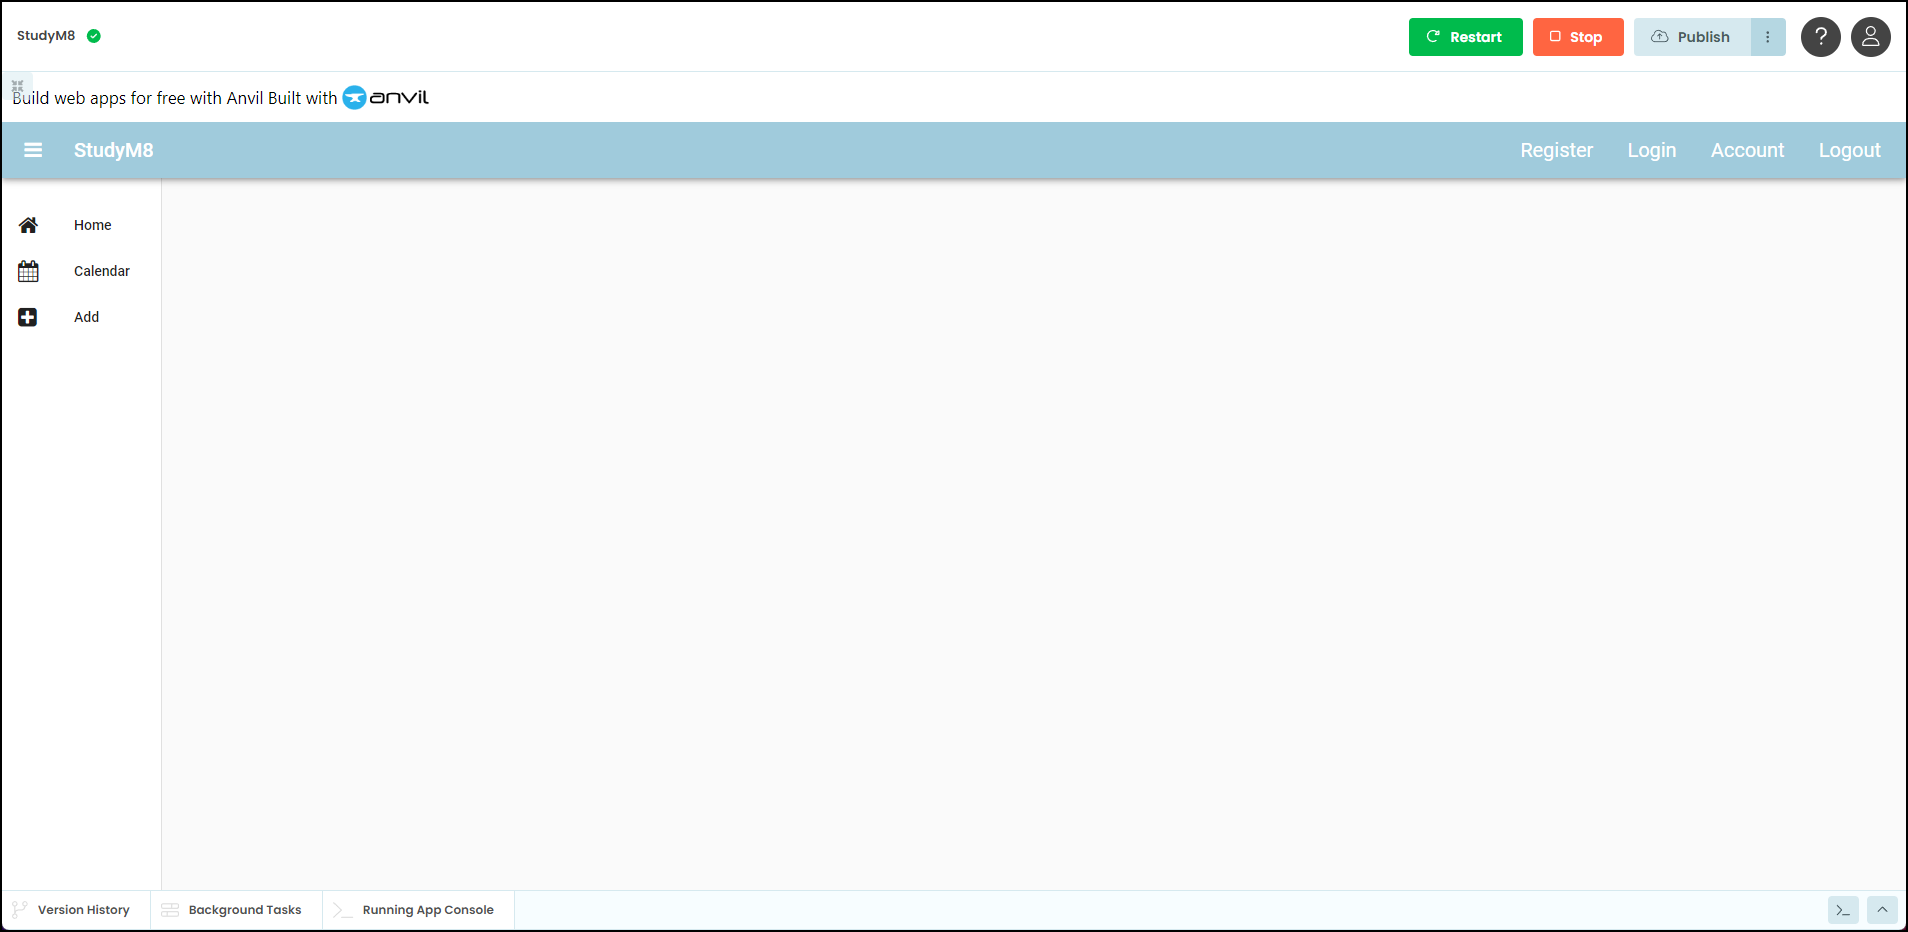 StudyM8
Restart
Stop
Publish
?
Build web apps for free with Anvil Built with anvil
StudyM8
Register
Login
Account
Logout
Home
Calendar
Add
Version History
Background Tasks
Running App Console